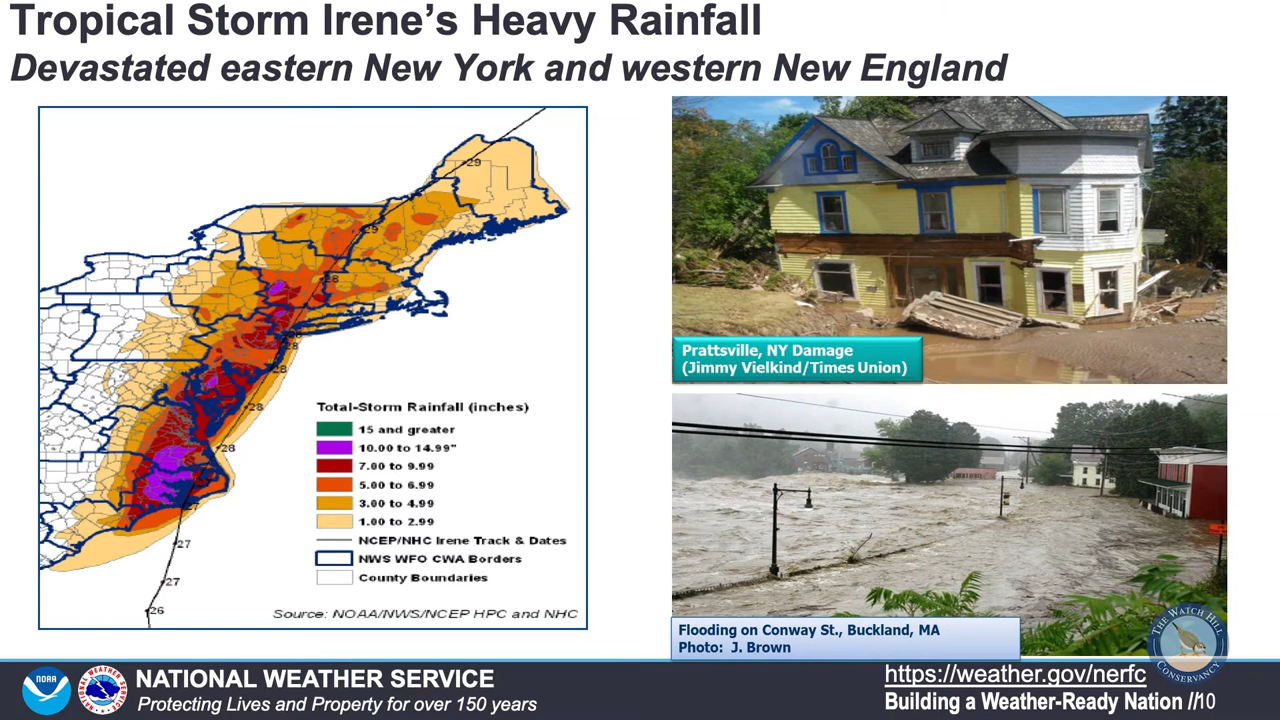 Tropical Storm Irene's Heavy Rainfall
Devastated eastern New York and western New England
29
29
28
28
28
28
28
27
27
27
26
Total-Storm Rainfall (inches)
15 and greater
10.00 to 14.99"
7.00 to 9.99
5.00 to 6.99
3.00 to 4.99
1.00 to 2.99
NCEP/NHC Irene Track & Dates
NWS WFO CWA Borders
County Boundaries
Source: NOAA/NWS/NCEP HPC and NHC
Prattsville, NY Damage
(Jimmy Vielkind/Times Union)
Flooding on Conway St., Buckland, MA
Photo: J. Brown
THE WATCH HILL
CONSERVANCY
NOAA
NATIONAL WEATHER SERVICE
NATIONAL WEATHER SERVICE
Protecting Lives and Property for over 150 years
https://weather.gov/nerfc
Building a Weather-Ready Nation //10